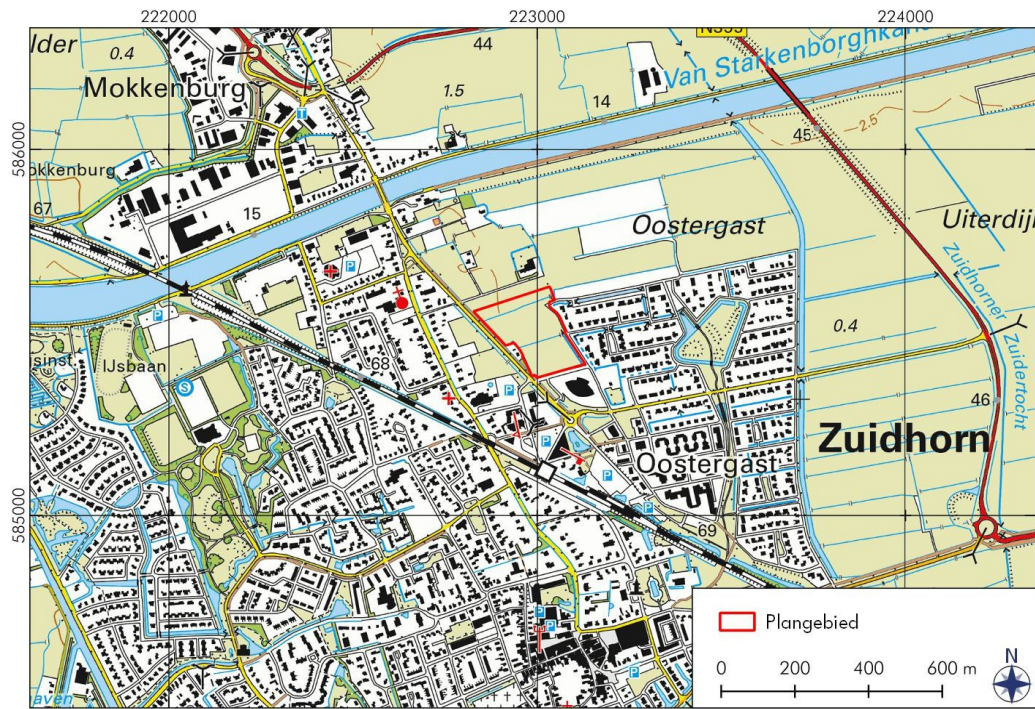 222000
223000
224000
lder
0.4
44
N355
Mokkenburg
1.5
14
Van Starkenborghkan
T
45
2.5
586000
okkenburg
67
15
Oostergast
Uiterdijk
P
P
Zuidhorner
Zuidertocht
68
0.4
IJsbaan
S
P
46
Zuidhorn
P
Oostergast
P
P
585000
69
P
P
P
aven
Plangebied
0 200 400 600 m
N